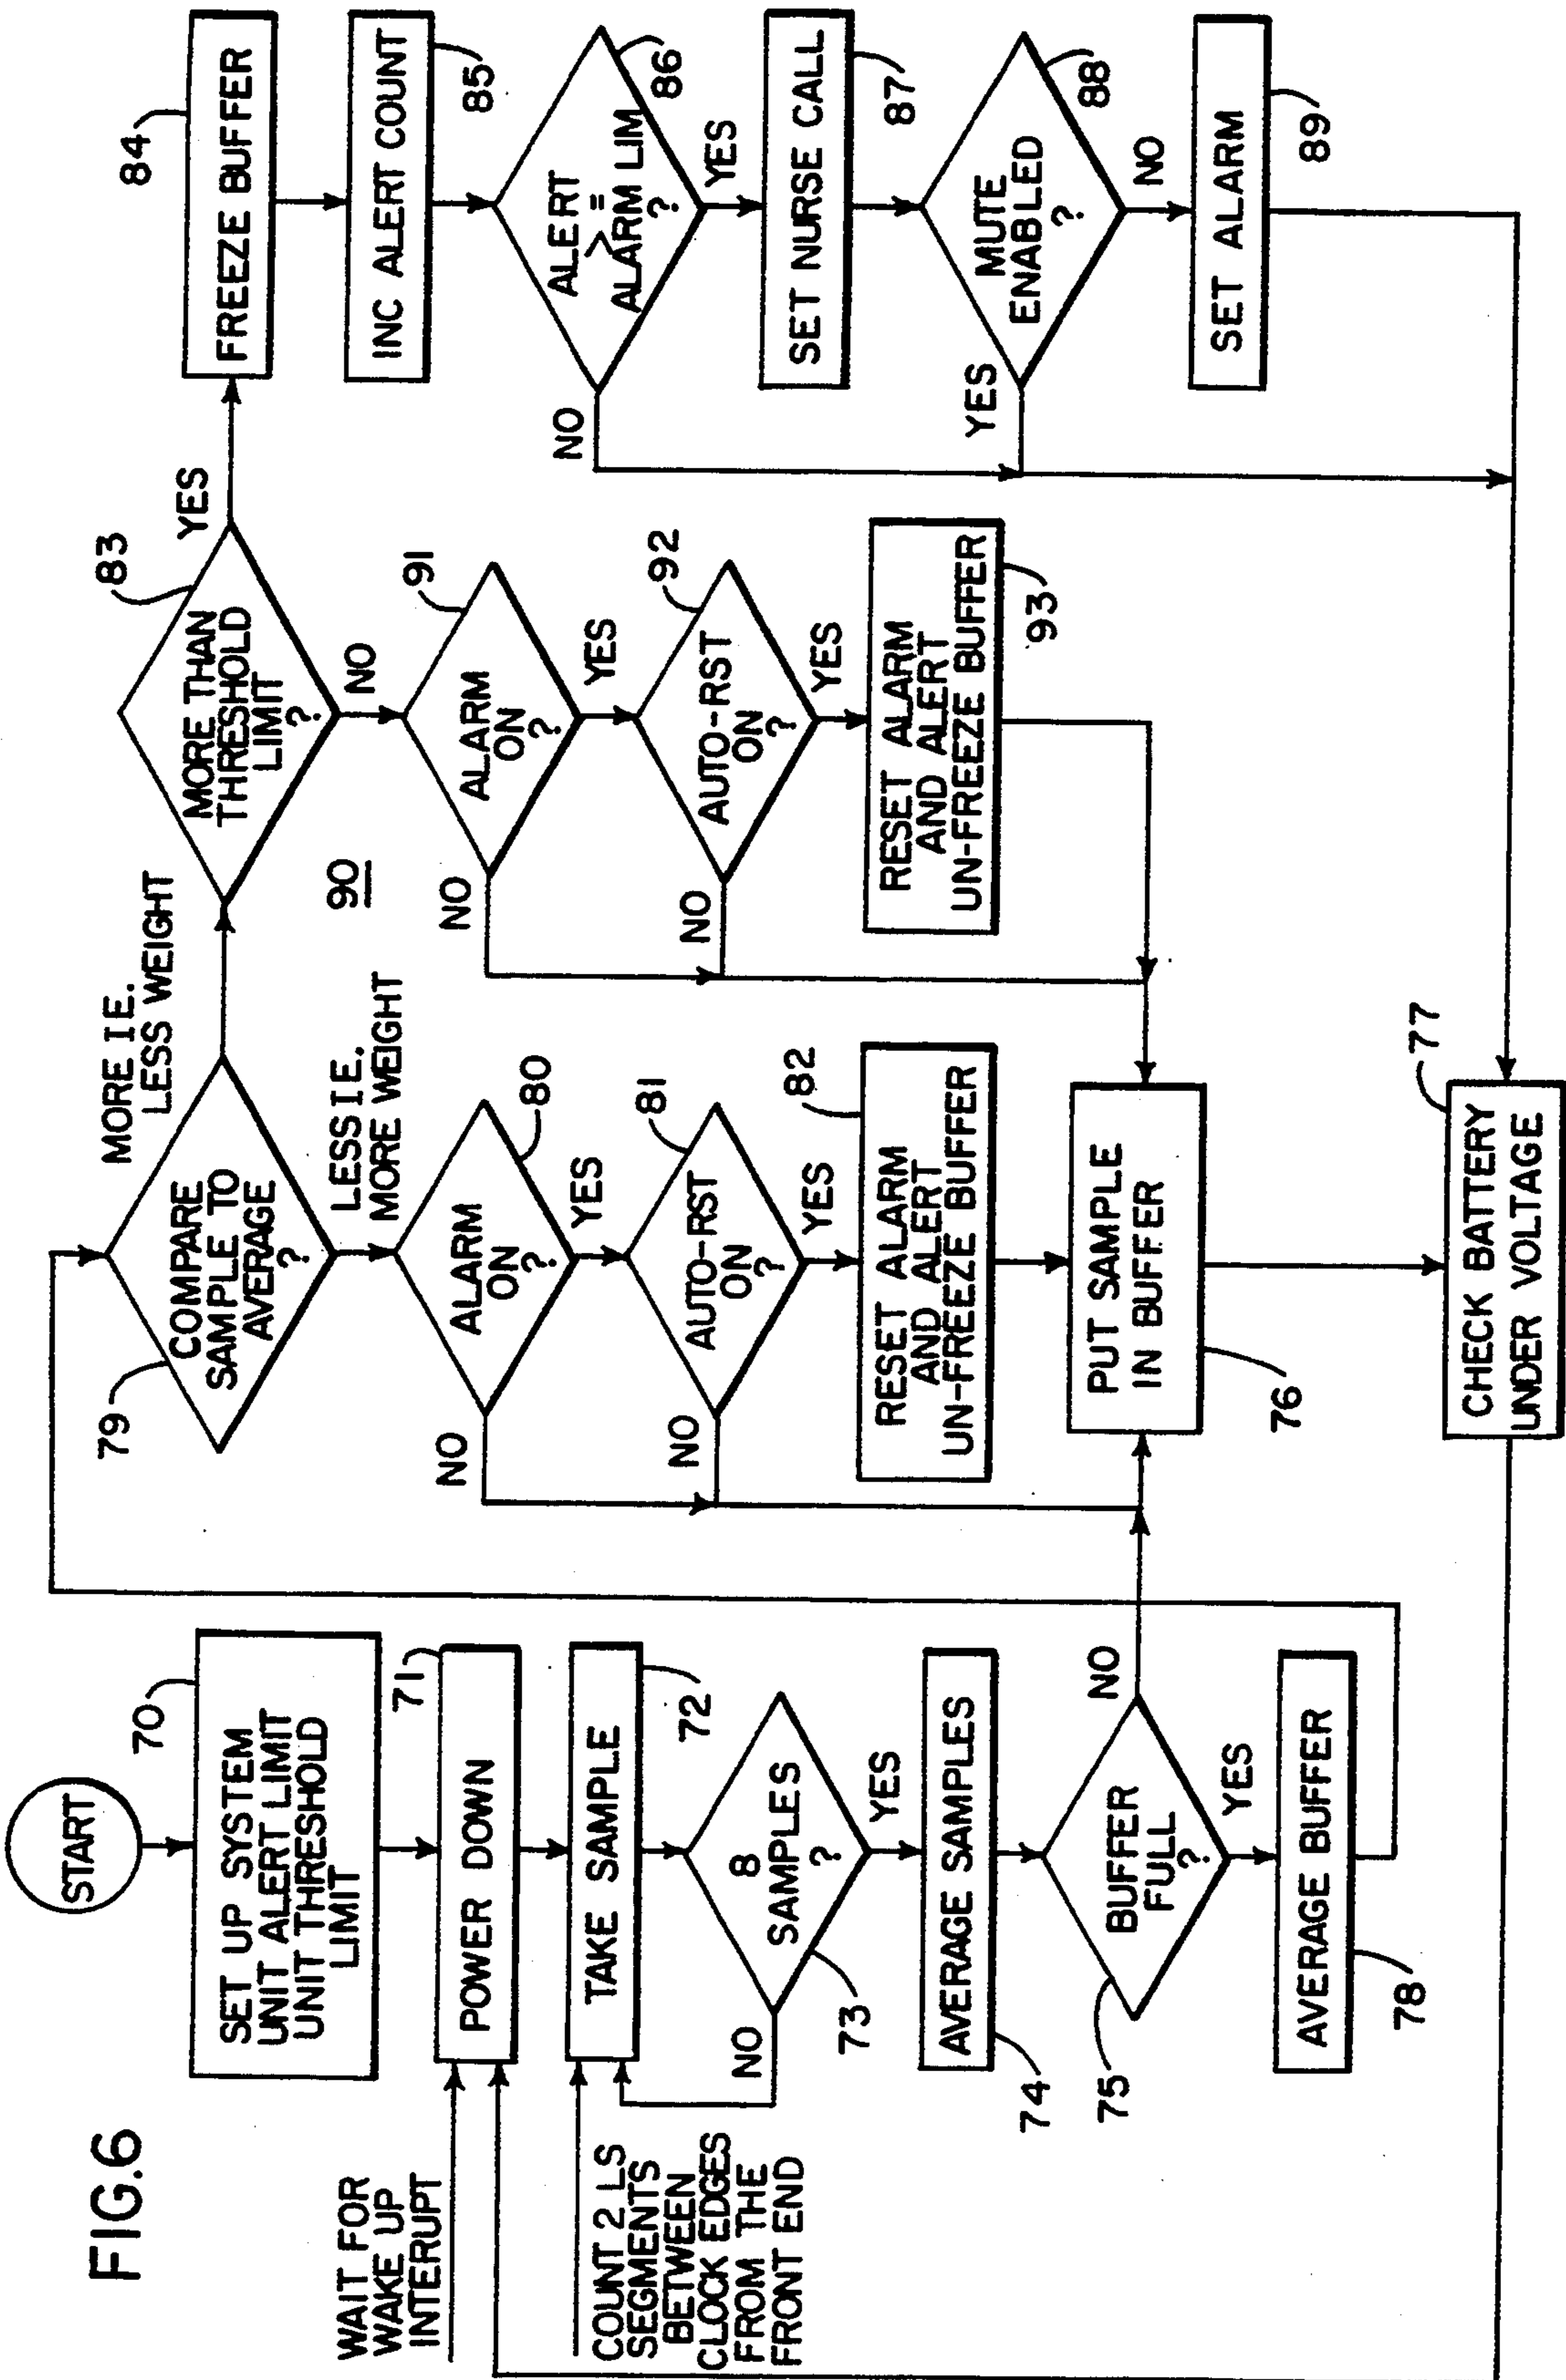 FIG.6
START
70
SET UP SYSTEM
UNIT ALERT LIMIT
UNIT THRESHOLD
LIMIT
WAIT FOR
WAKE UP
INTERRUPT
71
POWER DOWN
COUNT 2 LS
SEGMENTS
BETWEEN
CLOCK EDGES
FROM THE
FRONT END
TAKE SAMPLE
72
8
SAMPLES
?
NO
73
YES
AVERAGE SAMPLES
74
BUFFER
FULL
?
75
NO
YES
AVERAGE BUFFER
78
79
COMPARE
SAMPLE TO
AVERAGE
?
MORE IE.
LESS WEIGHT
LESS IE.
MORE WEIGHT
ALARM
ON
?
80
NO
YES
AUTO-RST
ON
?
81
NO
YES
82
RESET ALARM
AND ALERT
UN-FREEZE BUFFER
PUT SAMPLE
IN BUFFER
76
77
CHECK BATTERY
UNDER VOLTAGE
83
MORE THAN
THRESHOLD
LIMIT
?
YES
NO
90
91
ALARM
ON
?
NO
YES
92
AUTO-RST
ON
?
NO
YES
RESET ALARM
AND ALERT
UN-FREEZE BUFFER
93
84
FREEZE BUFFER
INC ALERT COUNT
85
ALERT
>
=
ALARM LIM
?
86
NO
YES
SET NURSE CALL
87
MUTE
ENABLED
?
88
YES
NO
SET ALARM
89